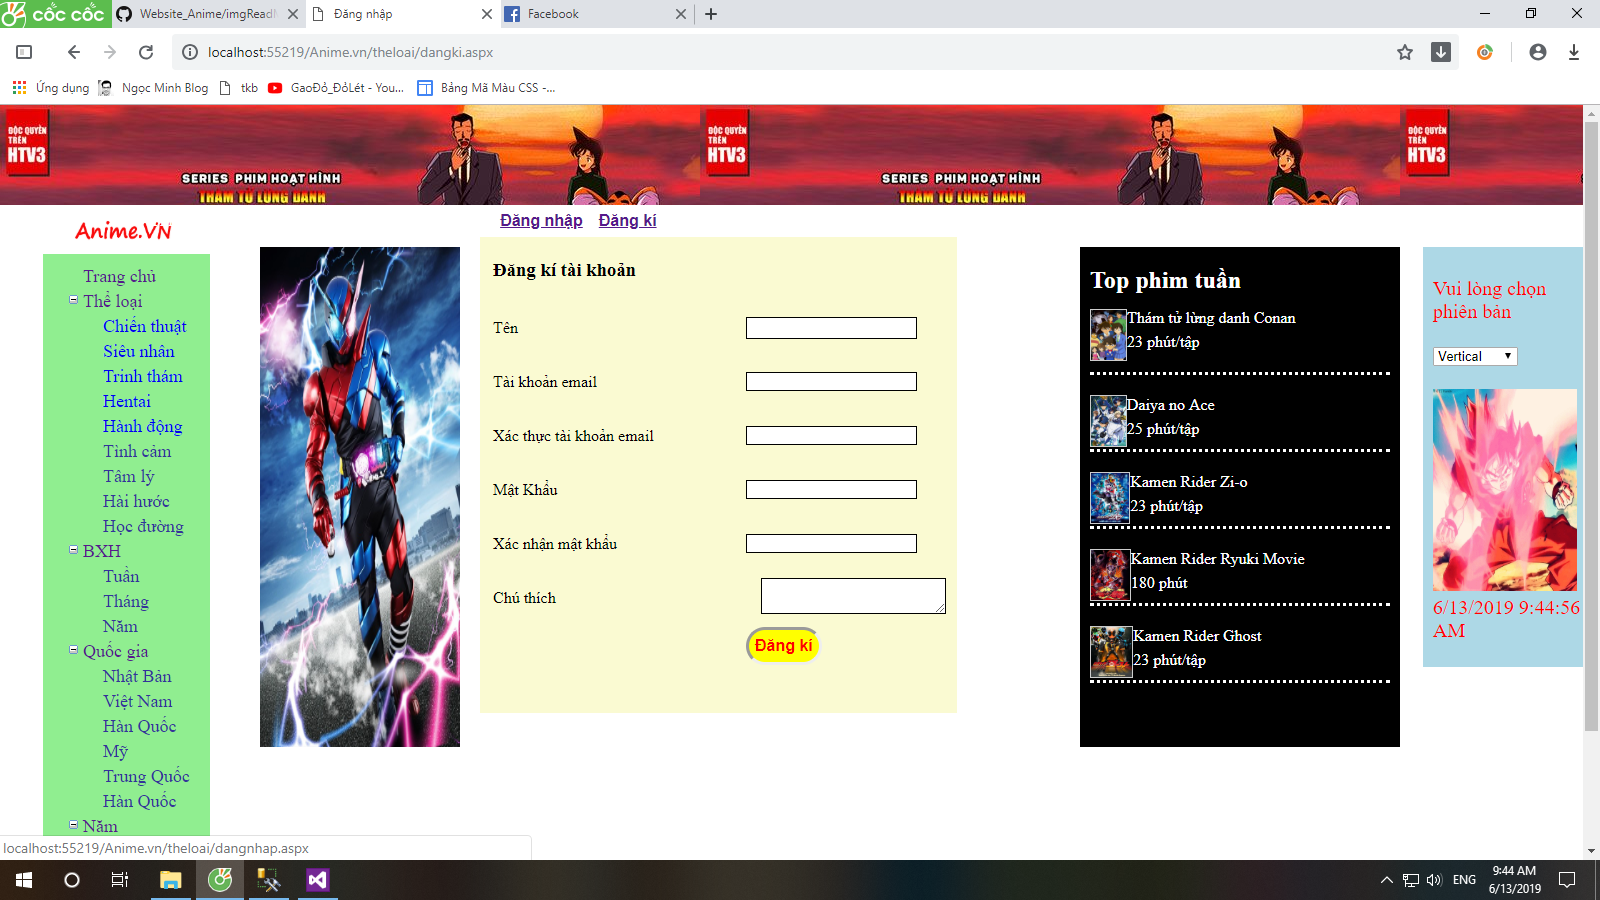 cốc cốc
Website_Anime/imgReadM
Đăng nhập
Facebook
localhost:55219/Anime.vn/theloai/dangki.aspx
Ứng dụng
Ngọc Minh Blog
tkb
GaoĐỏ_ĐỏLét - You...
Bảng Mã Màu CSS -...
ĐỘC QUYỀN
TRÊN
HTV3
SERIES PHIM HOẠT HÌNH
THÁM TỬ LỪNG DANH
ĐỘC QUYỀN
TRÊN
HTV3
SERIES PHIM HOẠT HÌNH
THÁM TỬ LỪNG DANH
ĐỘC QUYỀN
TRÊN
HTV3
Anime.VN
Đăng nhập Đăng kí
Trang chủ
Thể loại
Chiến thuật
Siêu nhân
Trinh thám
Hentai
Hành động
Tình cảm
Tâm lý
Hài hước
Học đường
BXH
Tuần
Tháng
Năm
Quốc gia
Nhật Bản
Việt Nam
Hàn Quốc
Mỹ
Trung Quốc
Hàn Quốc
Năm
Đăng kí tài khoản
Tên
Tài khoản email
Xác thực tài khoản email
Mật Khẩu
Xác nhận mật khẩu
Chú thích
Đăng kí
Top phim tuần
Thám tử lừng danh Conan
23 phút/tập
Daiya no Ace
25 phút/tập
Kamen Rider Zi-o
23 phút/tập
Kamen Rider Ryuki Movie
180 phút
Kamen Rider Ghost
23 phút/tập
Vui lòng chọn
phiên bản
Vertical
6/13/2019 9:44:56
AM
localhost:55219/Anime.vn/theloai/dangnhap.aspx
ENG
9:44 AM
6/13/2019